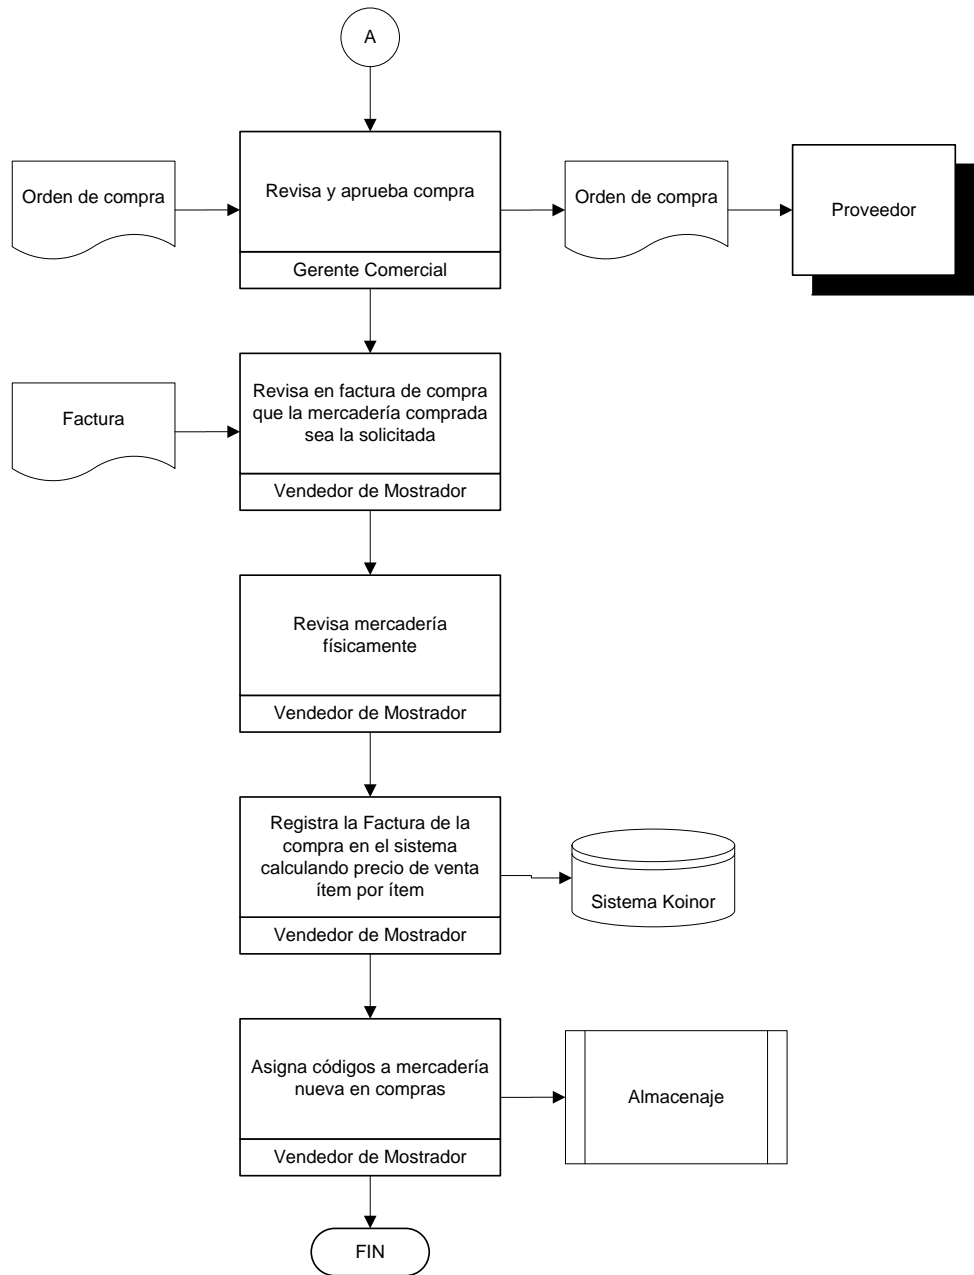 A
Orden de compra
Revisa y aprueba compra
Gerente Comercial
Orden de compra
Proveedor
Factura
Revisa en factura de compra
que la mercadería comprada
sea la solicitada
Vendedor de Mostrador
Revisa mercadería
físicamente
Vendedor de Mostrador
Registra la Factura de la
compra en el sistema
calculando precio de venta
ítem por ítem
Vendedor de Mostrador
Sistema Koinor
Asigna códigos a mercadería
nueva en compras
Vendedor de Mostrador
Almacenaje
FIN